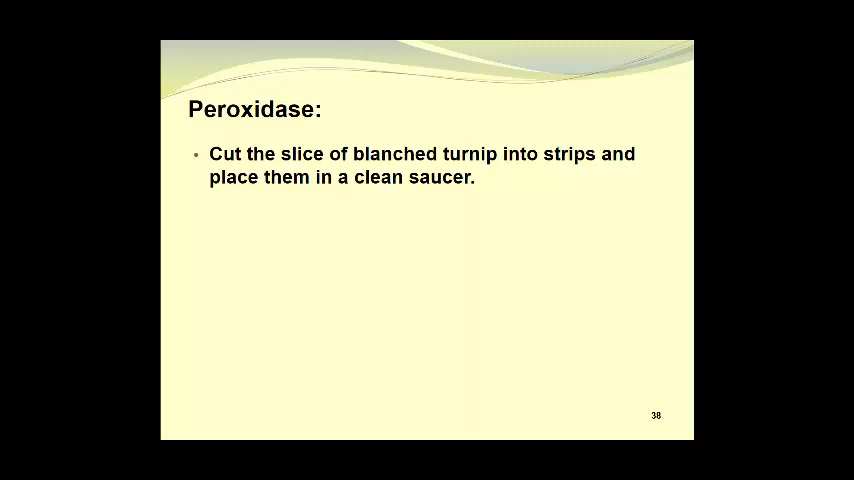 Peroxidase:
• Cut the slice of blanched turnip into strips and
place them in a clean saucer.
38